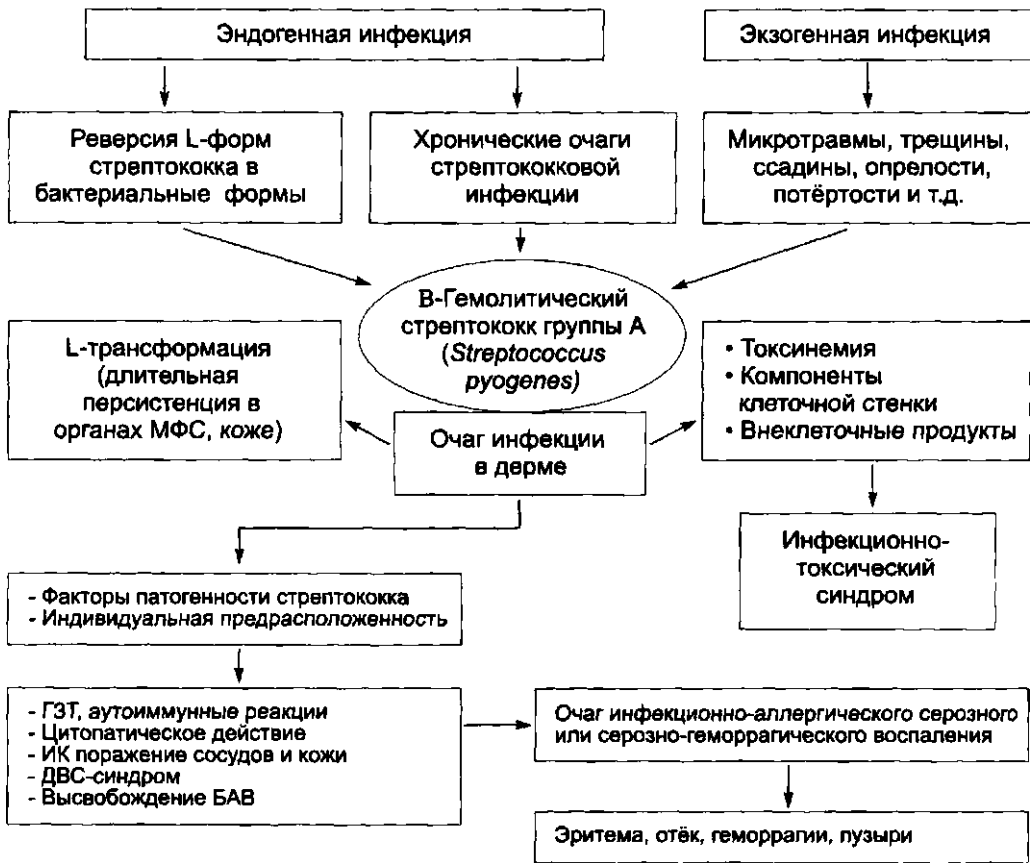 Эндогенная инфекция
Экзогенная инфекция
Реверсия L-форм
стрептококка в
бактериальные формы
Хронические очаги
стрептококковой
инфекции
Микротравмы, трещины,
ссадины, опрелости,
потёртости и т.д.
B-Гемолитический
стрептококк группы А
(Streptococcus
pyogenes)
L-трансформация
(длительная
персистенция в
органах МФС, коже)
Очаг инфекции
в дерме
• Токсинемия
• Компоненты
клеточной стенки
• Внеклеточные продукты
Инфекционно-
токсический
синдром
- Факторы патогенности стрептококка
- Индивидуальная предрасположенность
- ГЗТ, аутоиммунные реакции
- Цитопатическое действие
- ИК поражение сосудов и кожи
- ДВС-синдром
- Высвобождение БАВ
Очаг инфекционно-аллергического серозного
или серозно-геморрагического воспаления
Эритема, отёк, геморрагии, пузыри